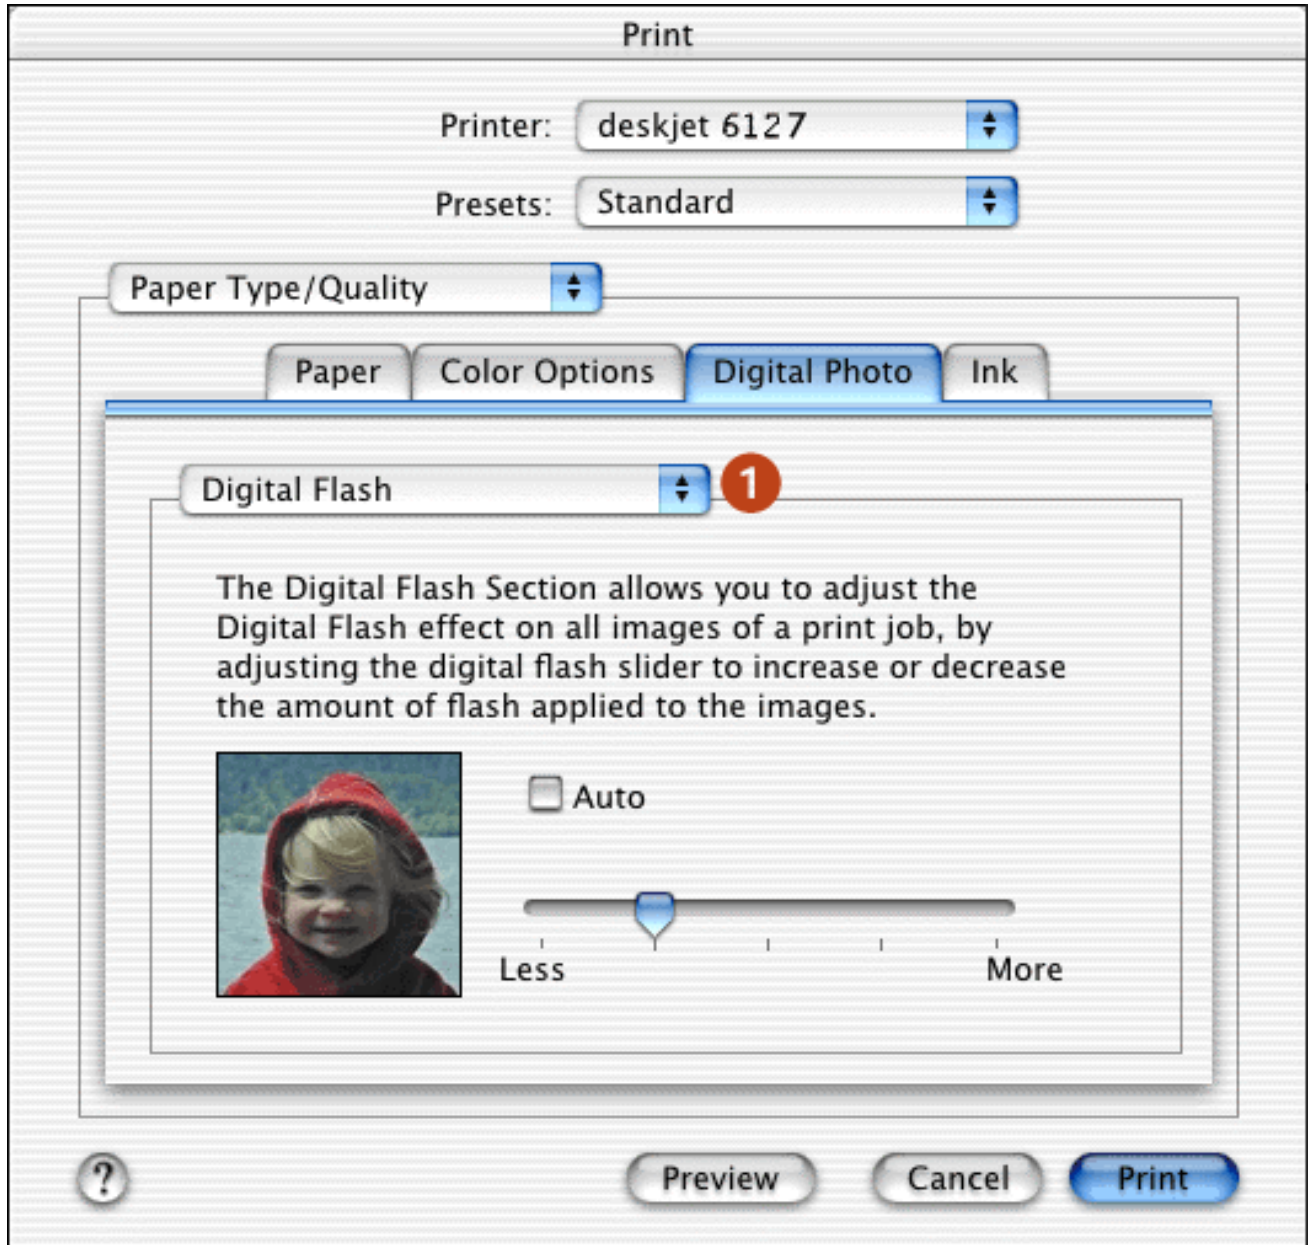 Print
Printer: deskjet 6127
Presets: Standard
Paper Type/Quality
Paper Color Options Digital Photo Ink
Digital Flash 1
The Digital Flash Section allows you to adjust the
Digital Flash effect on all images of a print job, by
adjusting the digital flash slider to increase or decrease
the amount of flash applied to the images.
Auto
Less More
? Preview Cancel Print